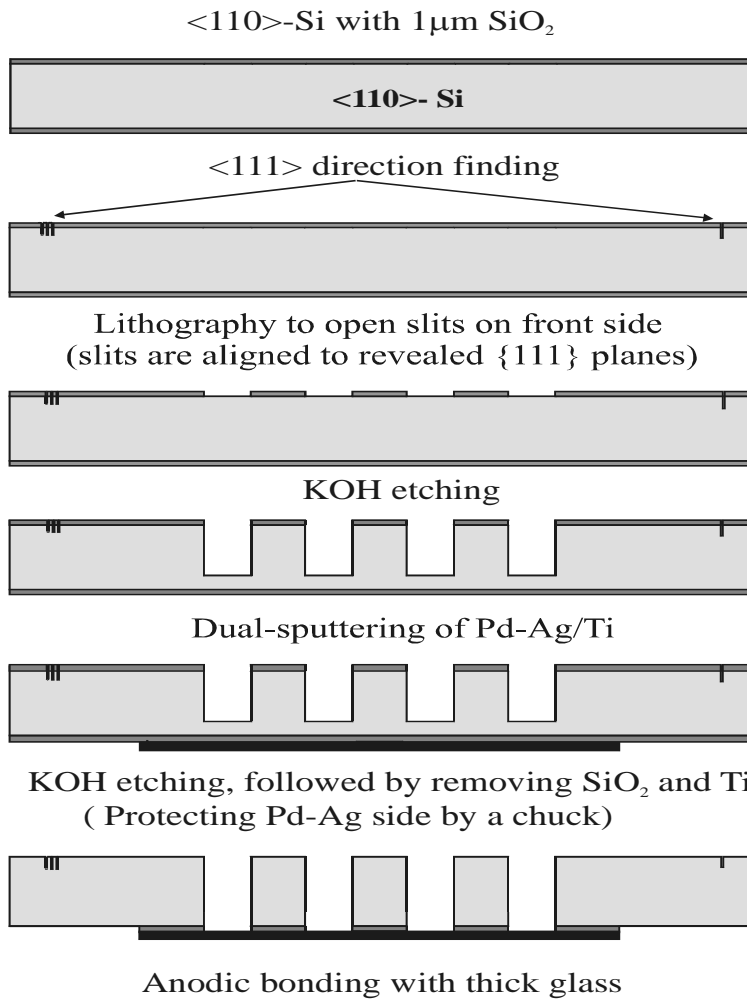 <110>-Si with 1μm SiO₂
<110>- Si
<111> direction finding
Lithography to open slits on front side
(slits are aligned to revealed {111} planes)
KOH etching
Dual-sputtering of Pd-Ag/Ti
KOH etching, followed by removing SiO₂ and Ti
( Protecting Pd-Ag side by a chuck)
Anodic bonding with thick glass